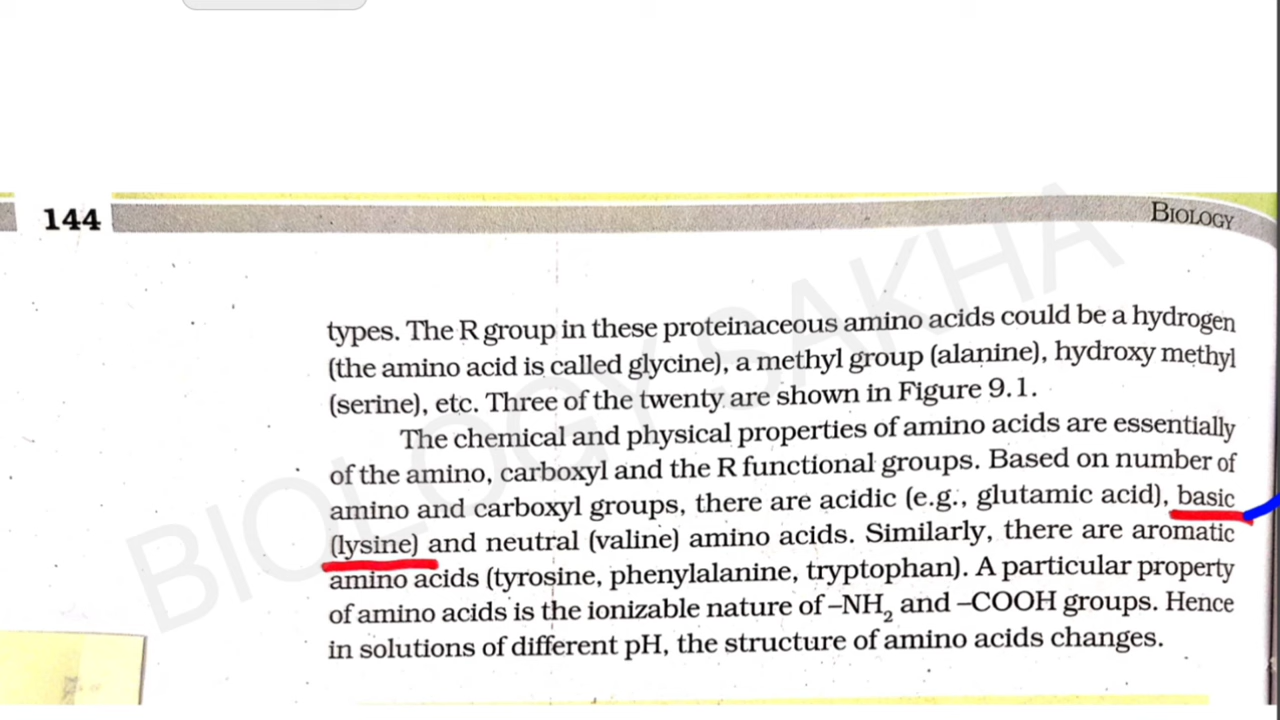 144
BIOLOGY
types. The R group in these proteinaceous amino acids could be a hydrogen
(the amino acid is called glycine), a methyl group (alanine), hydroxy methyl
(serine), etc. Three of the twenty are shown in Figure 9.1.
The chemical and physical properties of amino acids are essentially
of the amino, carboxyl and the R functional groups. Based on number of
amino and carboxyl groups, there are acidic (e.g., glutamic acid), basic
(lysine) and neutral (valine) amino acids. Similarly, there are aromatic
amino acids (tyrosine, phenylalanine, tryptophan). A particular property
of amino acids is the ionizable nature of –NH₂ and –COOH groups. Hence
in solutions of different pH, the structure of amino acids changes.
BIOLOGY SAKHA